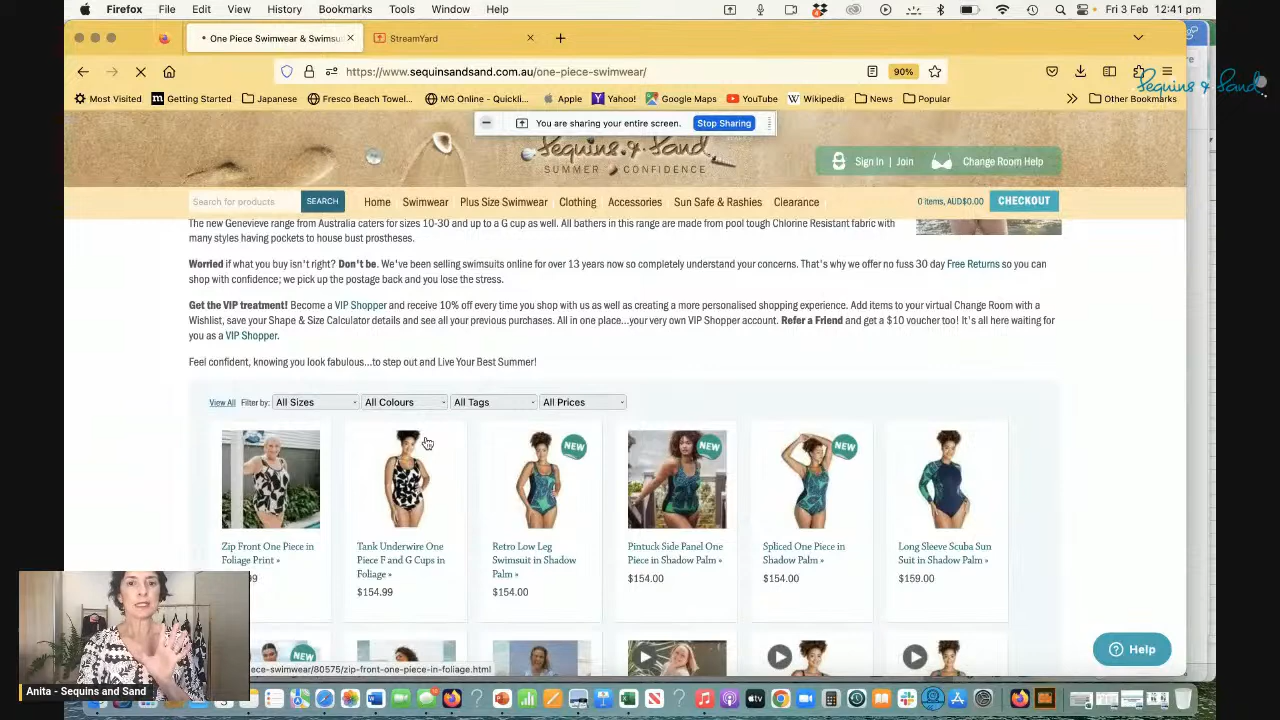 Firefox File Edit View History Bookmarks Tools Window Help Fri 3 Feb 12:41 pm
One Piece Swimwear & Swimsu StreamYard
https://www.sequinsandsand.com.au/one-piece-swimwear/ 90%
Most Visited Getting Started Japanese Fresco Beach Towel... MG Online - Quickli... Apple Yahoo! Google Maps YouTube Wikipedia News Popular Other Bookmarks
Sequins & Sand
You are sharing your entire screen. Stop Sharing
Sequins & Sand
SUMMER CONFIDENCE
Sign In | Join Change Room Help
Search for products SEARCH Home Swimwear Plus Size Swimwear Clothing Accessories Sun Safe & Rashies Clearance 0 items, AUD$0.00 CHECKOUT
The new Genevieve range from Australia caters for sizes 10-30 and up to a G cup as well. All bathers in this range are made from pool tough Chlorine Resistant fabric with
many styles having pockets to house bust prostheses.
Worried if what you buy isn't right? Don't be. We've been selling swimsuits online for over 13 years now so completely understand your concerns. That's why we offer no fuss 30 day Free Returns so you can
shop with confidence; we pick up the postage back and you lose the stress.
Get the VIP treatment! Become a VIP Shopper and receive 10% off every time you shop with us as well as creating a more personalised shopping experience. Add items to your virtual Change Room with a
Wishlist, save your Shape & Size Calculator details and see all your previous purchases. All in one place...your very own VIP Shopper account. Refer a Friend and get a $10 voucher too! It's all here waiting for
you as a VIP Shopper.
Feel confident, knowing you look fabulous...to step out and Live Your Best Summer!
View All Filter by: All Sizes All Colours All Tags All Prices
NEW NEW NEW
Zip Front One Piece in
Foliage Print »
Tank Underwire One
Piece F and G Cups in
Foliage »
$154.99
Retro Low Leg
Swimsuit in Shadow
Palm »
$154.00
Pintuck Side Panel One
Piece in Shadow Palm »
$154.00
Spliced One Piece in
Shadow Palm »
$154.00
Long Sleeve Scuba Sun
Suit in Shadow Palm »
$159.00
NEW
Help
ece-swimwear/80575/zip-front-one-piece-in-foliage.html
Anita - Sequins and Sand